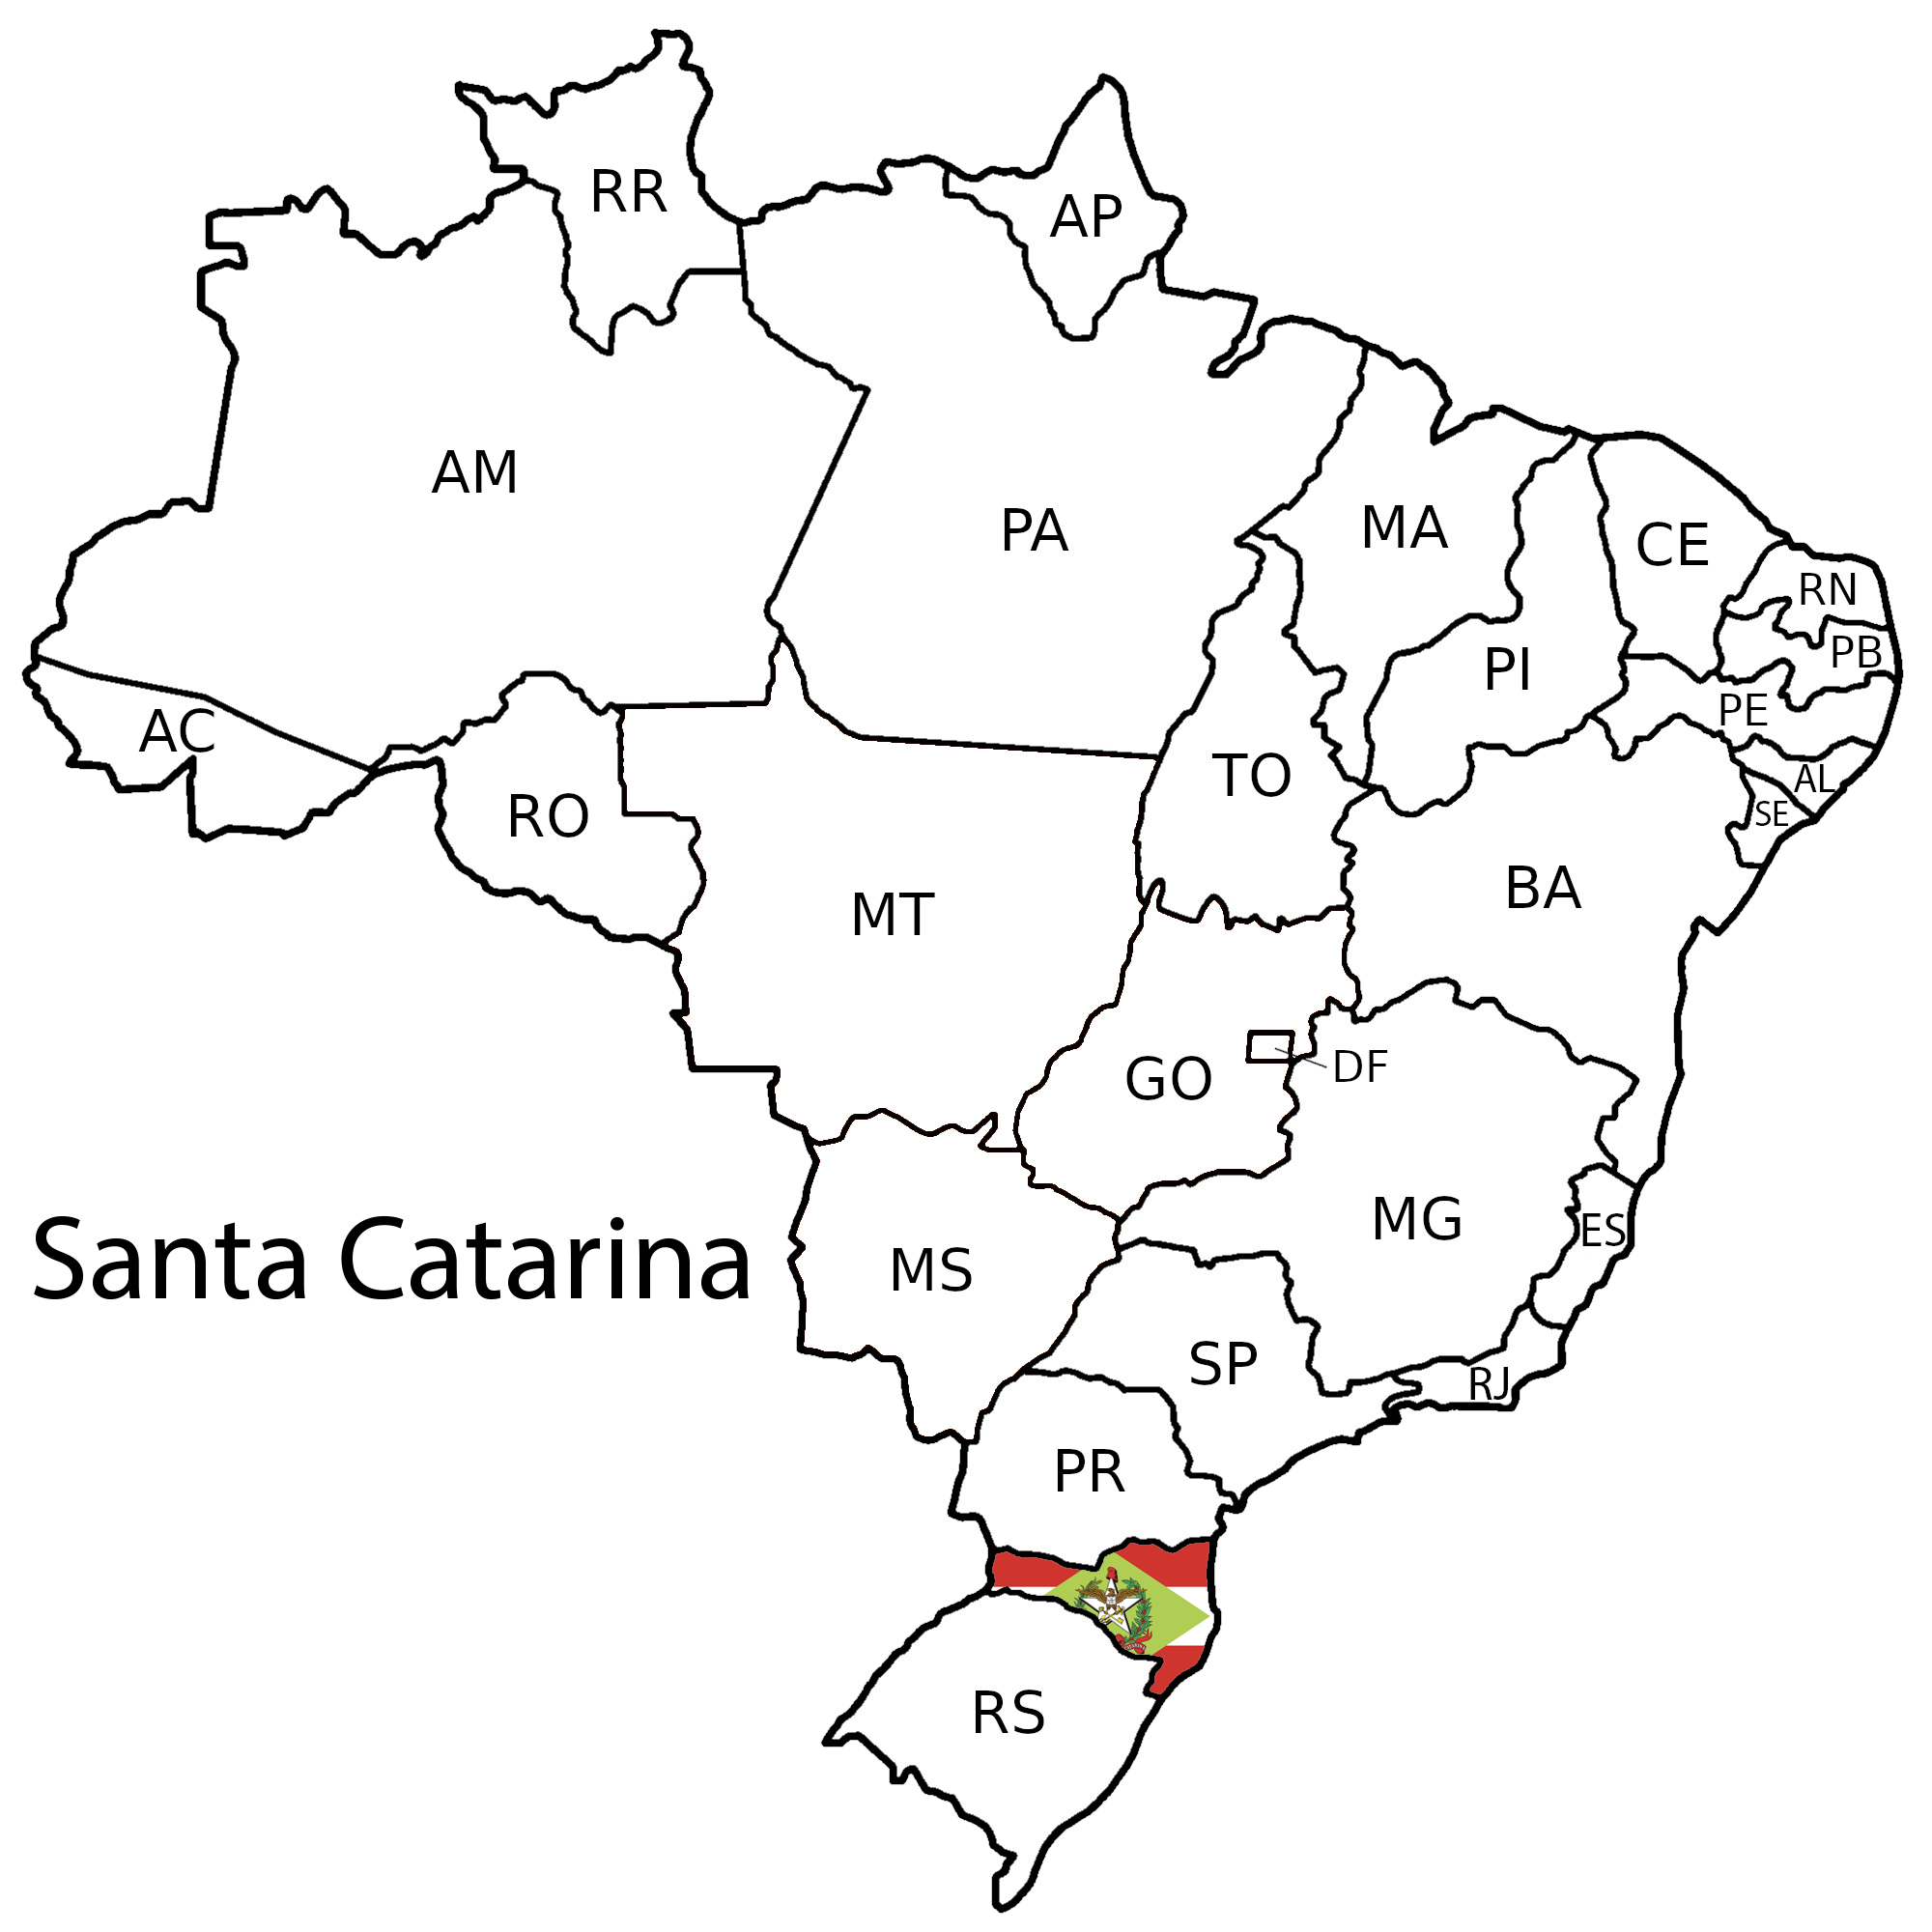 RR
AP
AM
PA
MA
CE
RN
PB
PI
PE
AC
TO
AL
RO
SE
BA
MT
DF
GO
MG
ES
Santa Catarina
MS
SP
RJ
PR
RS